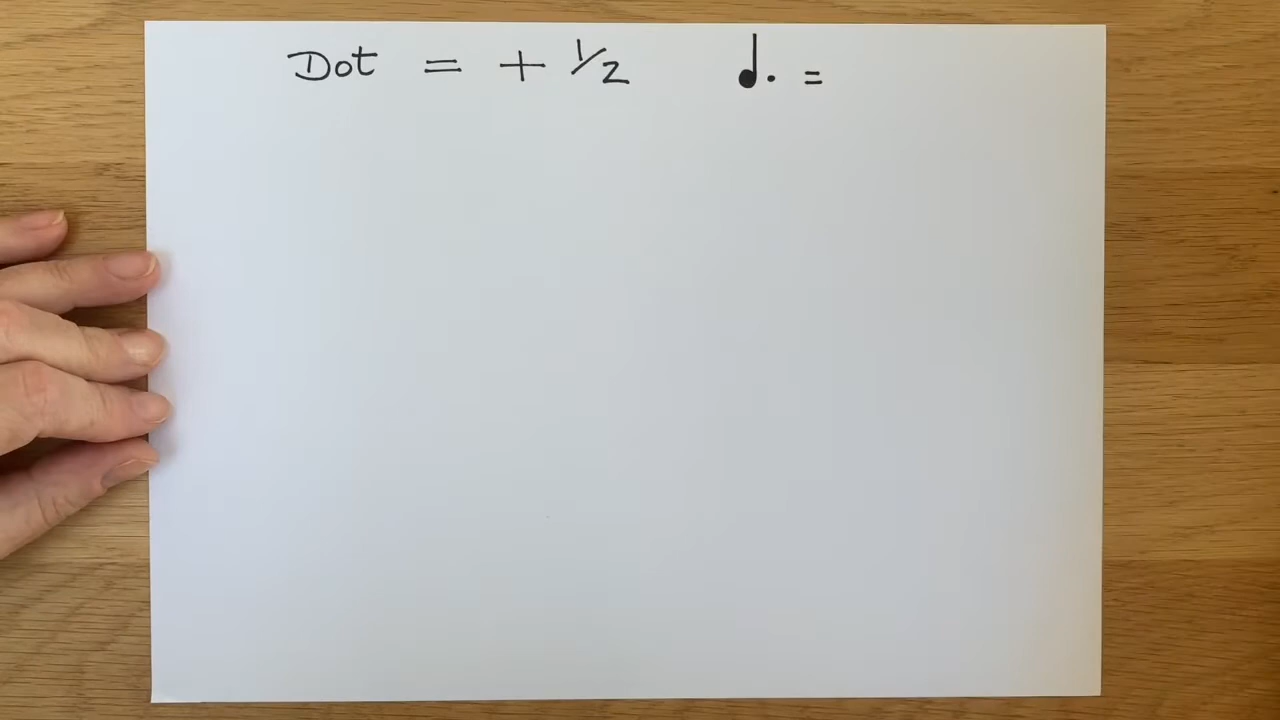 Dot = + 1/2 ♩. =